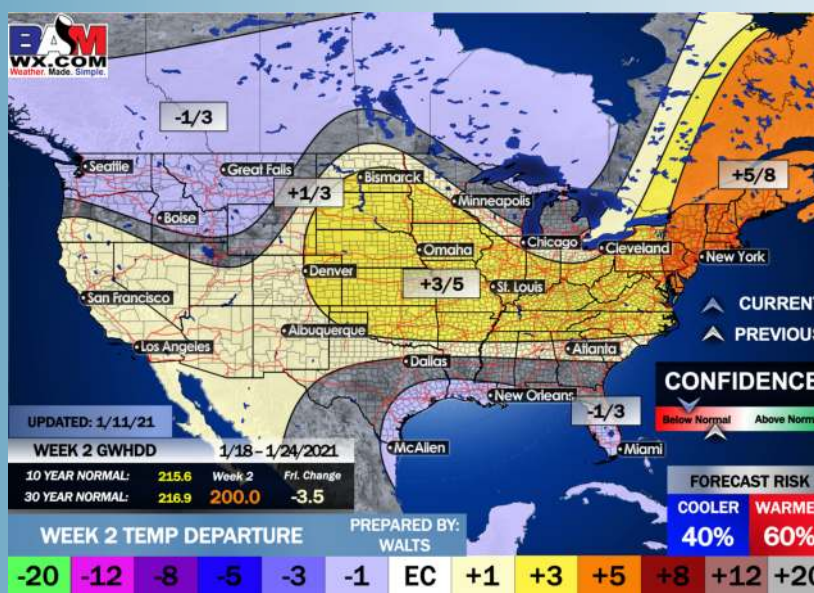 BAM
WX.COM
Weather. Made. Simple.
-1/3
Seattle
Great Falls
+1/3
Bismarck
+5/8
Boise
Minneapolis
Chicago
Cleveland
Omaha
New York
Denver
+3/5
St. Louis
San Francisco
CURRENT
Albuquerque
PREVIOUS
Los Angeles
Atlanta
Dallas
CONFIDENCE
New Orleans
-1/3
Below Normal
Above Norm
UPDATED: 1/11/21
McAllen
Miami
WEEK 2 GWHDD 1/18 - 1/24/2021
10 YEAR NORMAL: 215.6 Week 2 Fri. Change
30 YEAR NORMAL: 216.9 200.0 -3.5
FORECAST RISK
COOLER WARME
40% 60%
WEEK 2 TEMP DEPARTURE
PREPARED BY:
WALTS
-20 -12 -8 -5 -3 -1 EC +1 +3 +5 +8 +12 +20